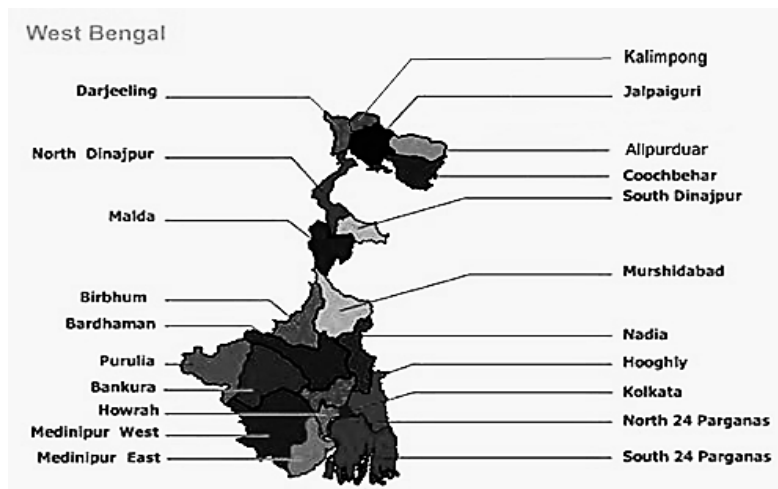 West Bengal
Kalimpong
Darjeeling
Jalpaiguri
North Dinajpur
Alipurduar
Coochbehar
South Dinajpur
Malda
Murshidabad
Birbhum
Bardhaman
Nadia
Purulia
Hooghly
Bankura
Kolkata
Howrah
North 24 Parganas
Medinipur West
Medinipur East
South 24 Parganas